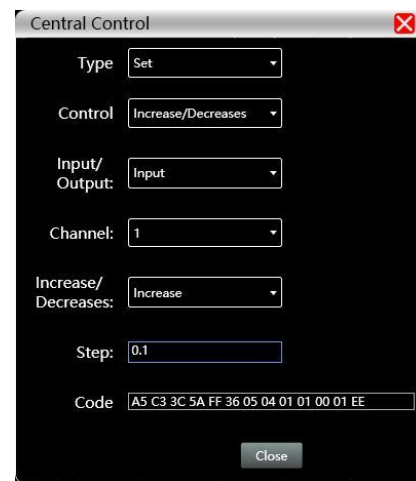 Central Control
Type Set
Control Increase/Decreases
Input/
Output: Input
Channel: 1
Increase/
Decreases: Increase
Step: 0.1
Code A5 C3 3C 5A FF 36 05 04 01 01 00 01 EE
Close